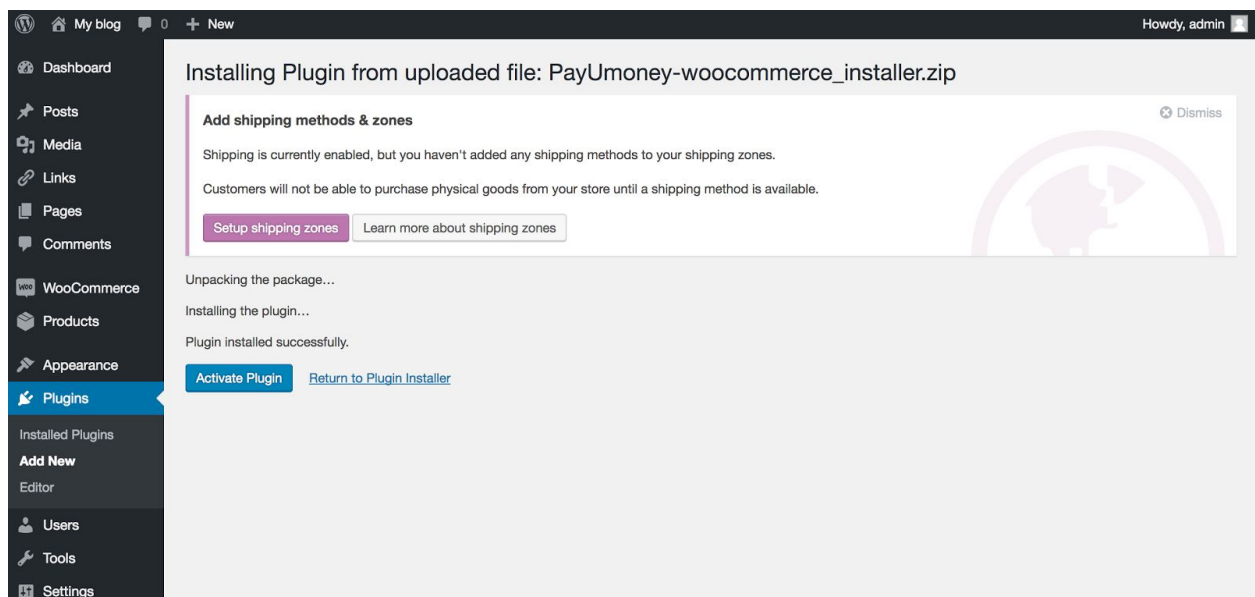 My blog 0 + New Howdy, admin
Dashboard
Posts
Media
Links
Pages
Comments
WOO WooCommerce
Products
Appearance
Plugins
Installed Plugins
Add New
Editor
Users
Tools
Settings
Installing Plugin from uploaded file: PayUmoney-woocommerce_installer.zip
Add shipping methods & zones
Dismiss
Shipping is currently enabled, but you haven't added any shipping methods to your shipping zones.
Customers will not be able to purchase physical goods from your store until a shipping method is available.
Setup shipping zones Learn more about shipping zones
Unpacking the package…
Installing the plugin…
Plugin installed successfully.
Activate Plugin Return to Plugin Installer